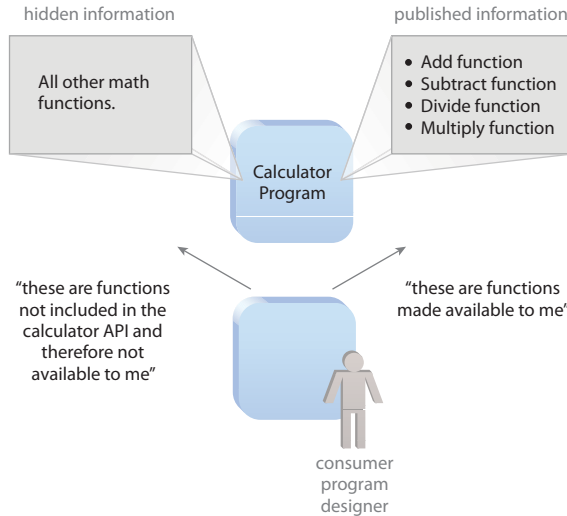 hidden information
published information
All other math
functions.
• Add function
• Subtract function
• Divide function
• Multiply function
Calculator
Program
“these are functions
not included in the
calculator API and
therefore not
available to me”
“these are functions
made available to me”
consumer
program
designer